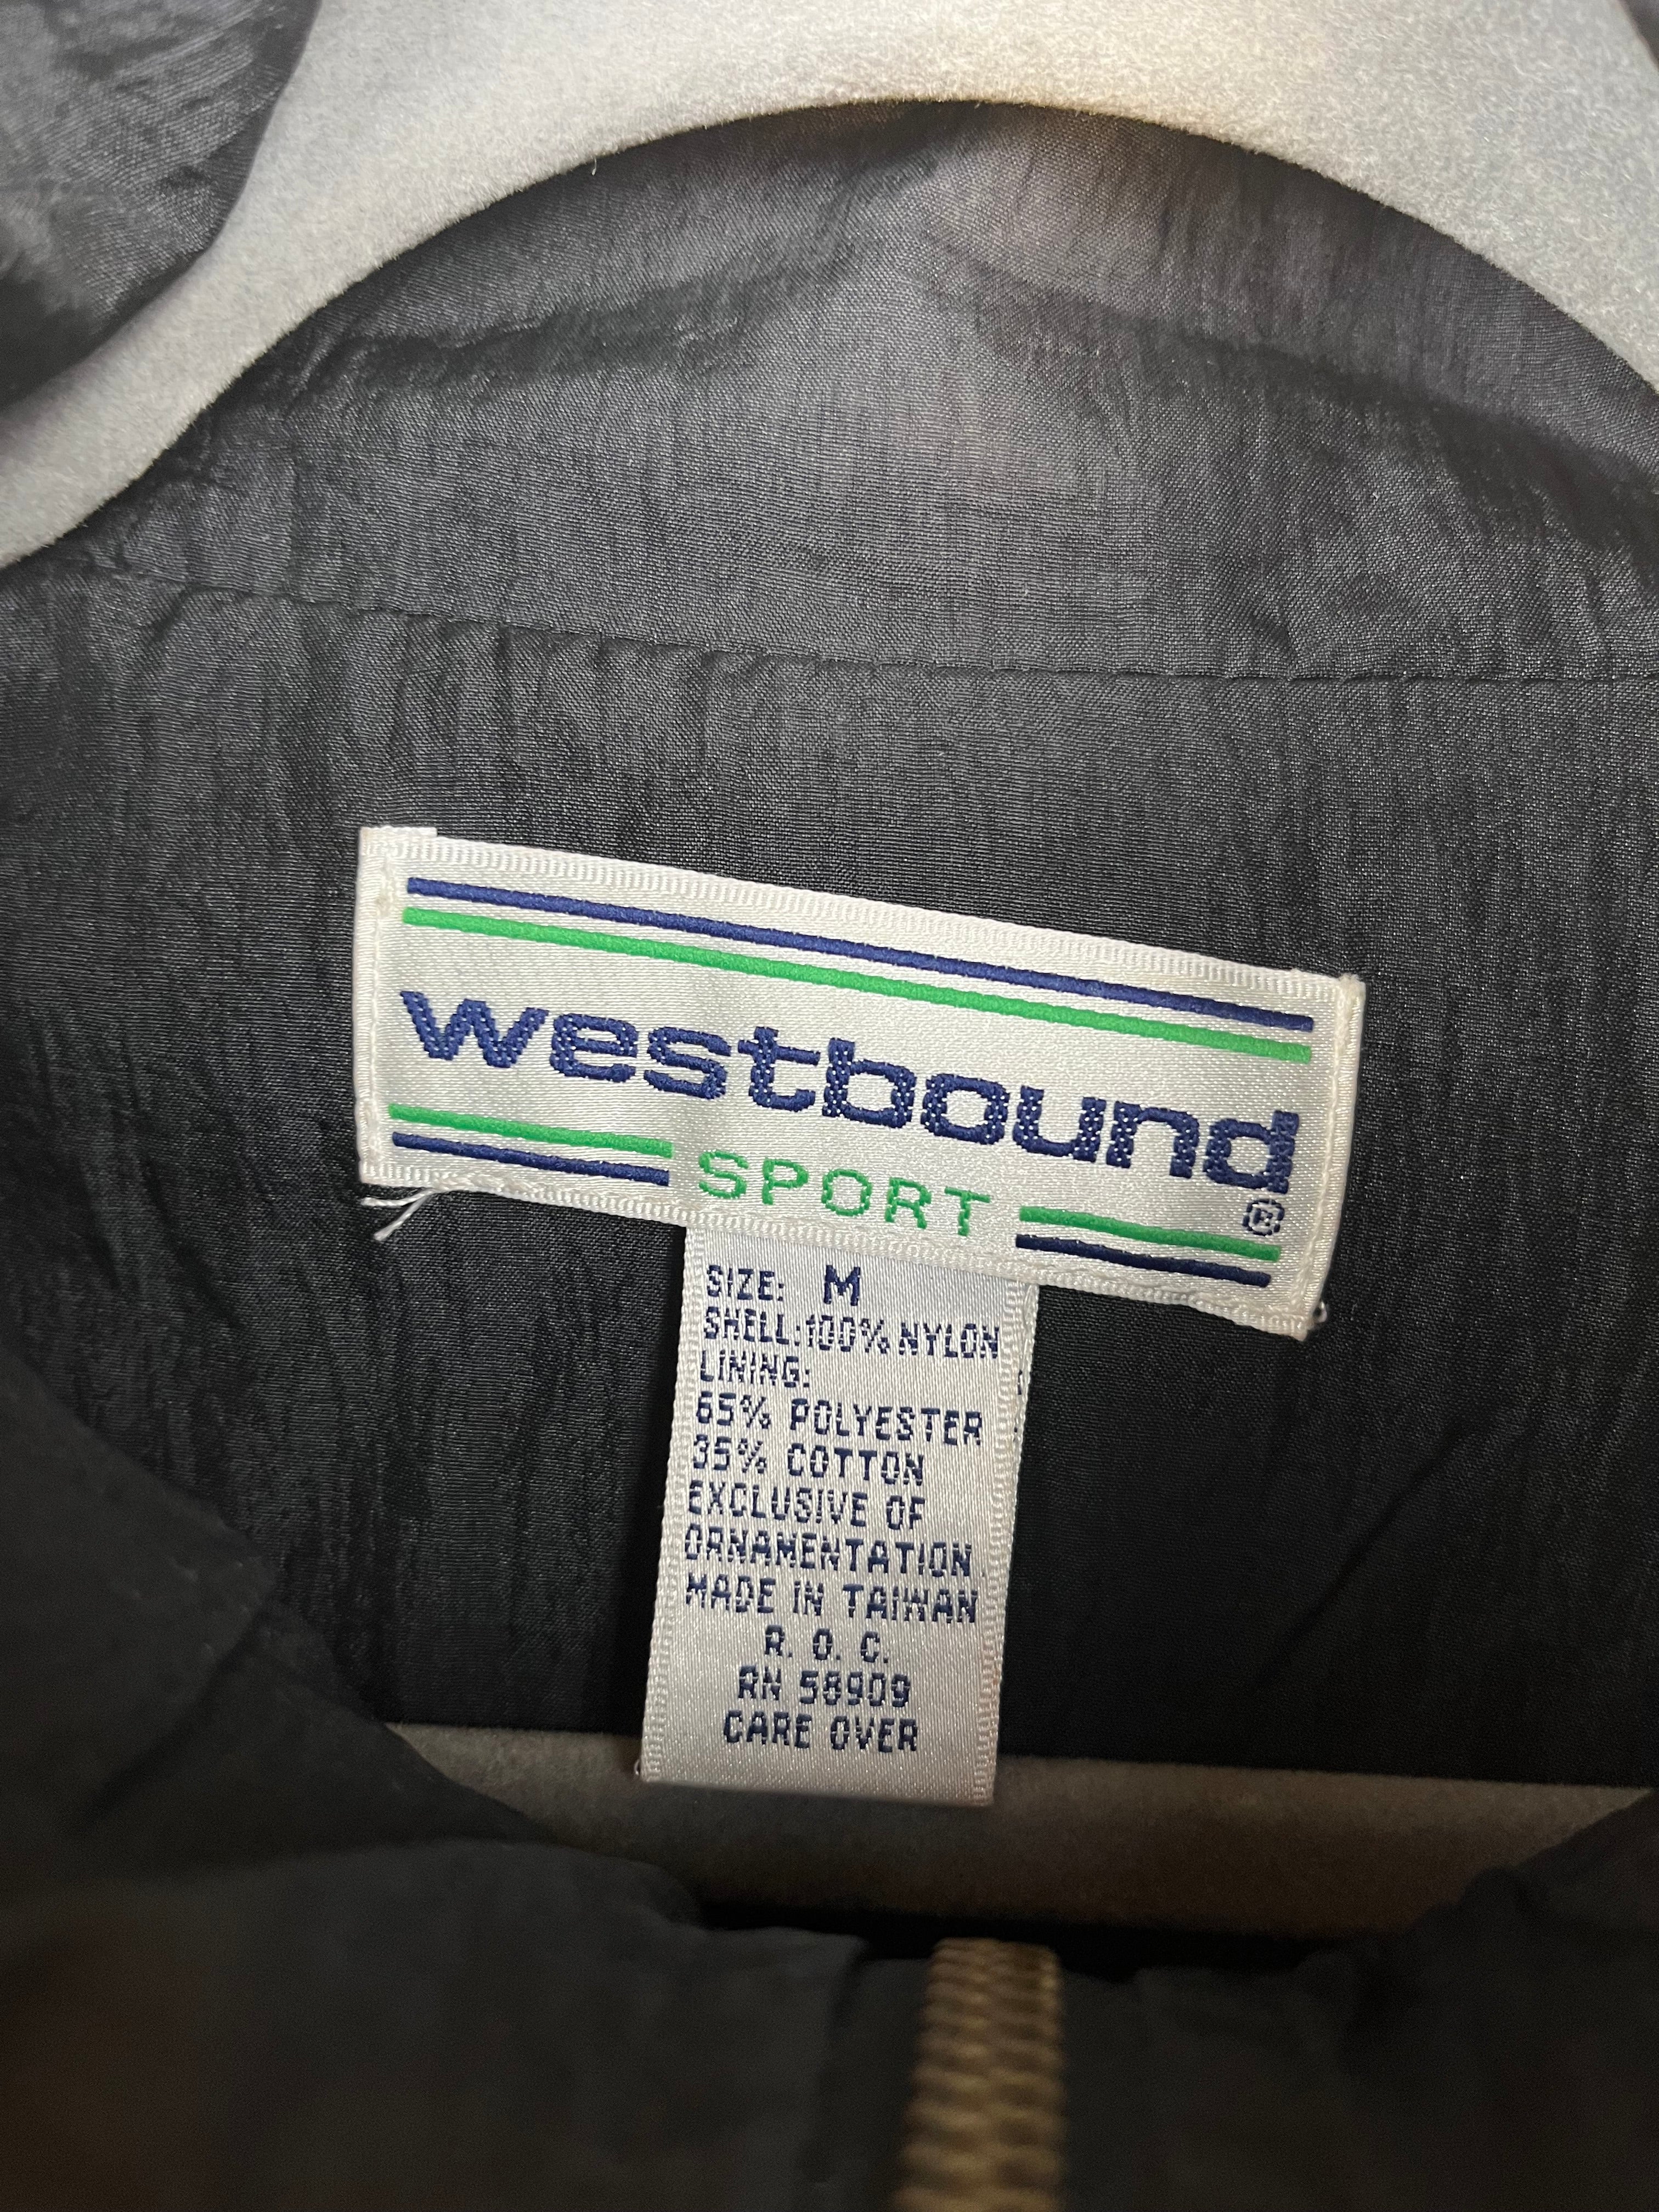 westbound
®
SPORT
SIZE: M
SHELL:100% NYLON
LINING:
65% POLYESTER
35% COTTON
EXCLUSIVE OF
ORNAMENTATION
MADE IN TAIWAN
R. O. C.
RN 58909
CARE OVER